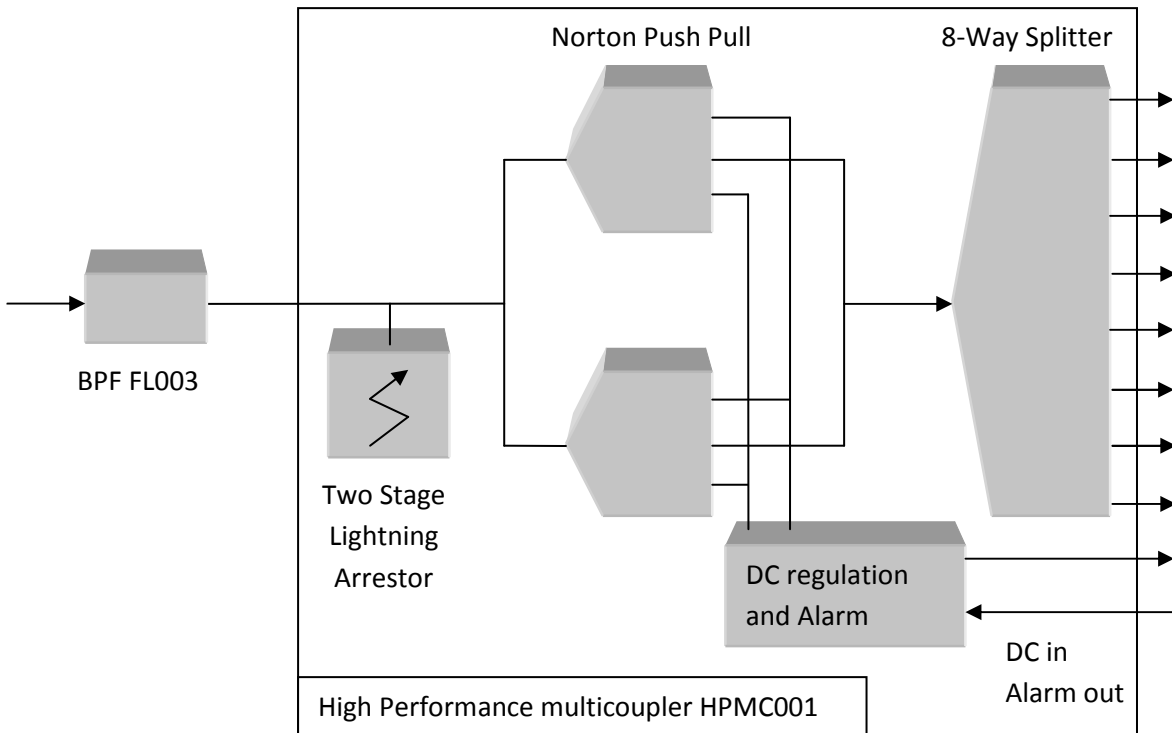 Norton Push Pull
8-Way Splitter
BPF FL003
Two Stage
Lightning
Arrestor
DC regulation
and Alarm
DC in
Alarm out
High Performance multicoupler HPMC001